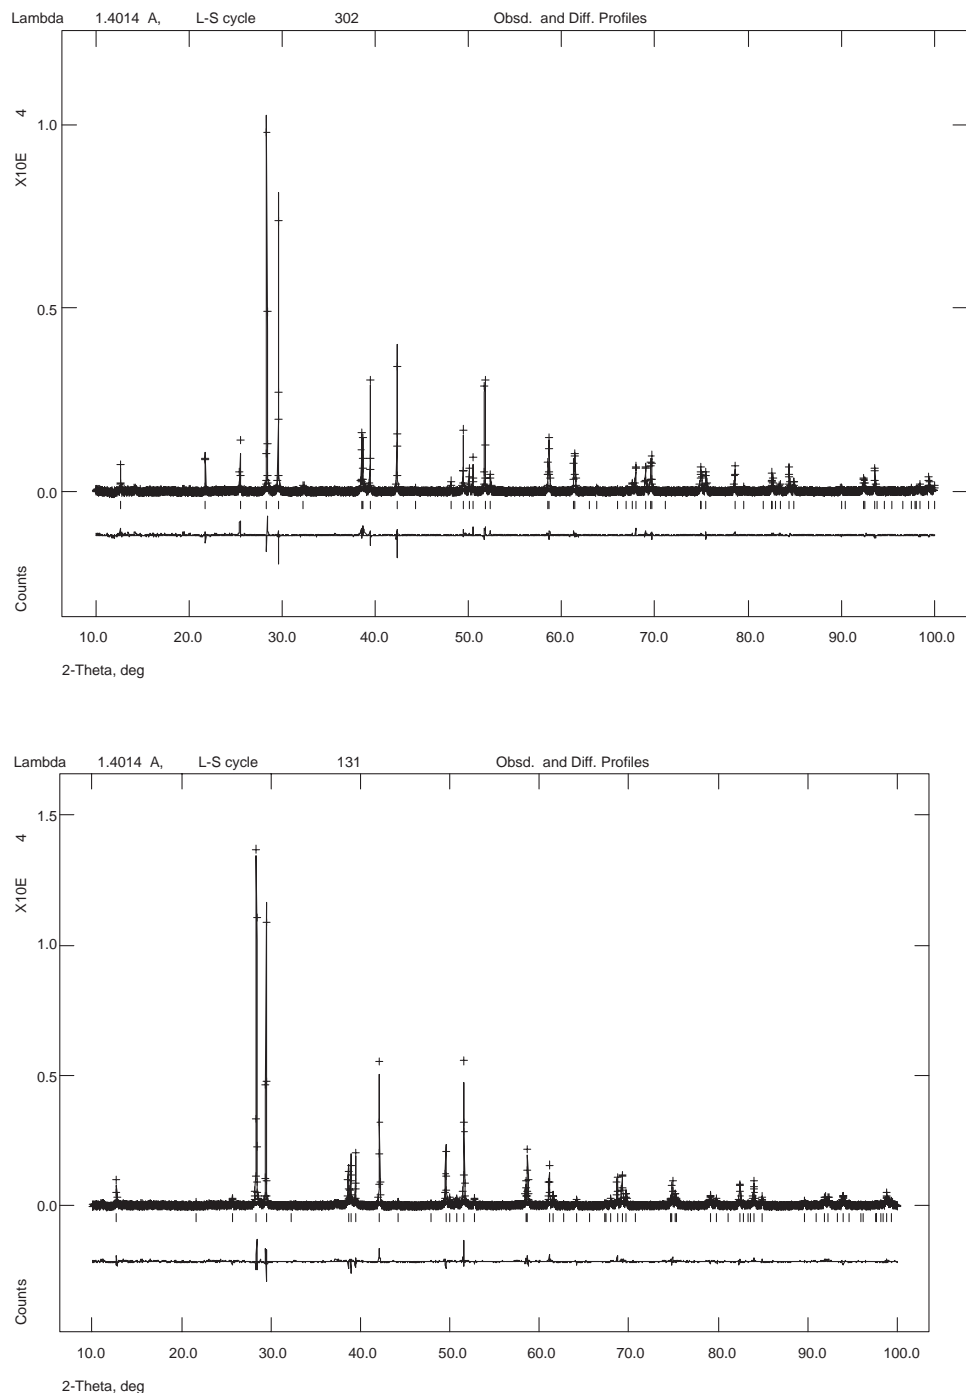 Lambda 1.4014 A, L-S cycle 302 Obsd. and Diff. Profiles
X10E 4
1.0
0.5
0.0
Counts
10.0 20.0 30.0 40.0 50.0 60.0 70.0 80.0 90.0 100.0
2-Theta, deg
Lambda 1.4014 A, L-S cycle 131 Obsd. and Diff. Profiles
X10E 4
1.5
1.0
0.5
0.0
Counts
10.0 20.0 30.0 40.0 50.0 60.0 70.0 80.0 90.0 100.0
2-Theta, deg